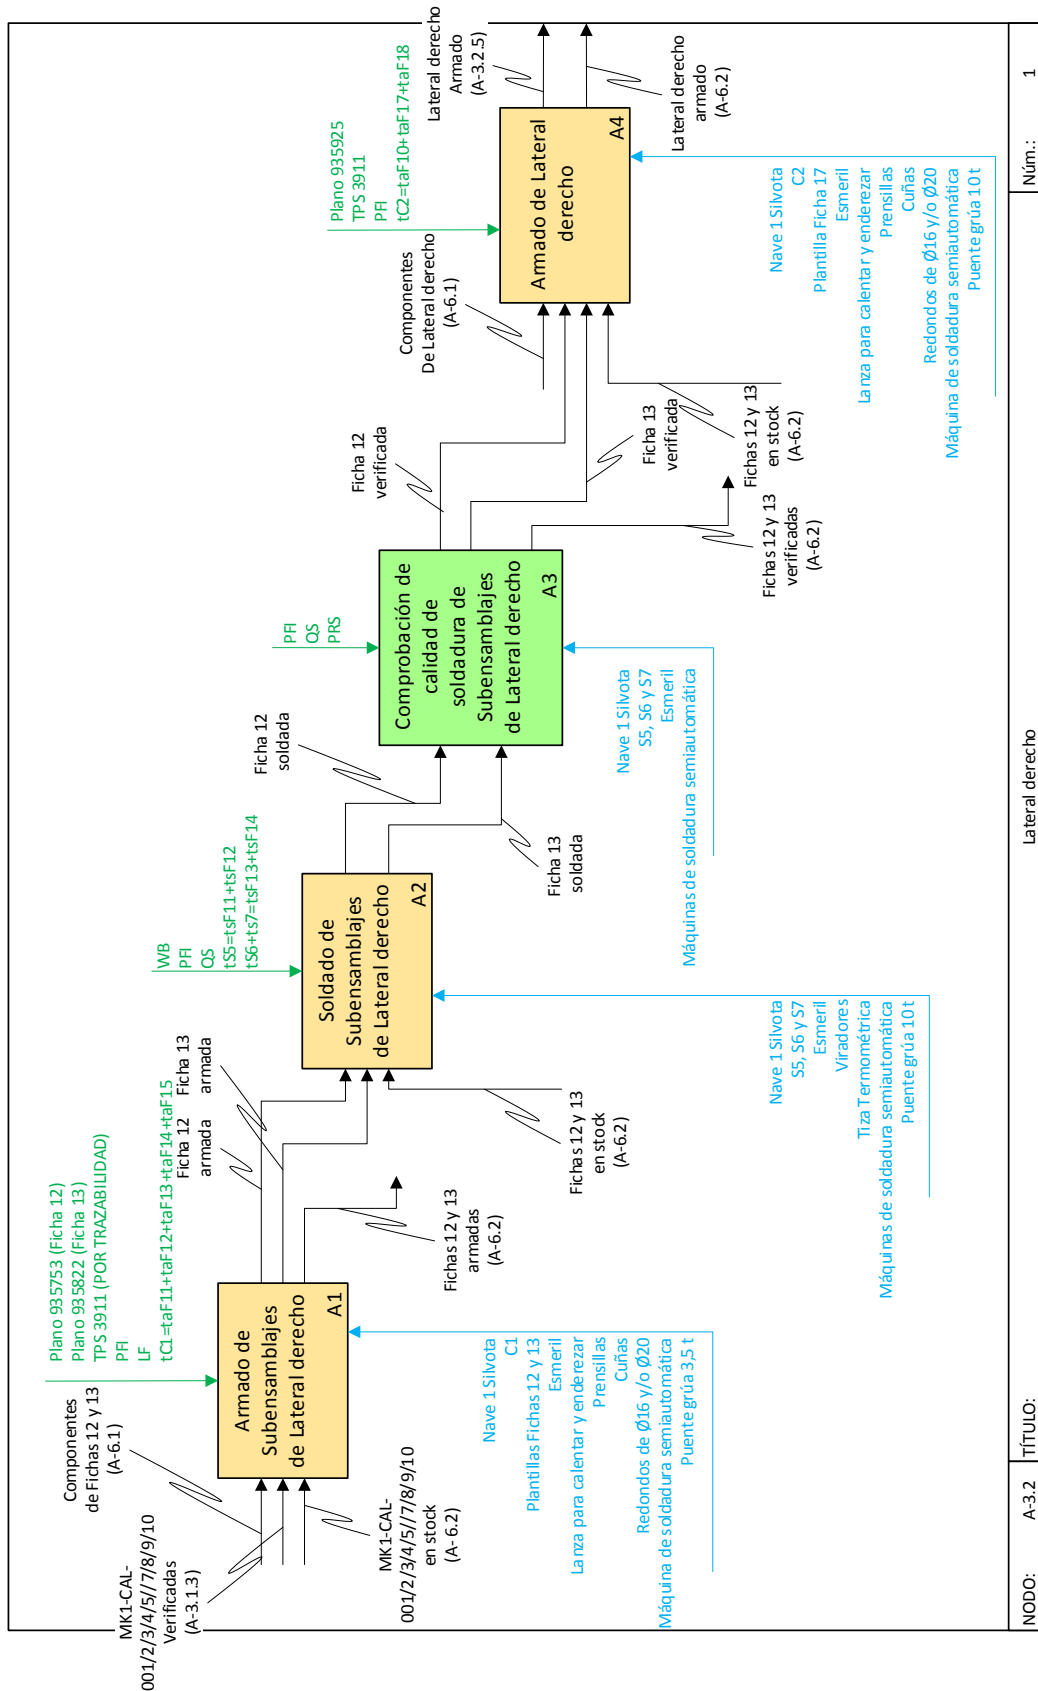 Plano 935753 (Ficha 12)
Plano 935822 (Ficha 13)
TPS 3911 (POR TRAZABILIDAD)
PFI
LF
tC1=taF11+taF12+taF13+taF14+taF15
Componentes
de Fichas 12 y 13
(A-6.1)
MK1-CAL-
001/2/3/4/5//7/8/9/10
Verificadas
(A-3.1.3)
MK1-CAL-
001/2/3/4/5//7/8/9/10
en stock
(A- 6.2)
Armado de
Subensamblajes
de Lateral derecho
A1
Nave 1 Silvota
C1
Plantillas Fichas 12 y 13
Esmeril
Lanza para calentar y enderezar
Prensillas
Cuñas
Redondos de Ø16 y/o Ø20
Máquina de soldadura semiautomática
Puente grúa 3,5 t
Ficha 12
armada
Ficha 13
armada
Fichas 12 y 13
armadas
(A-6.2)
WB
PFI
QS
tS5=tsF11+tsF12
tS6+ts7=tsF13+tsF14
Soldado de
Subensamblajes
de Lateral derecho
A2
Fichas 12 y 13
en stock
(A-6.2)
Nave 1 Silvota
S5, S6 y S7
Esmeril
Viradores
Tiza Termométrica
Máquinas de soldadura semiautomática
Puente grúa 10 t
Ficha 12
soldada
Ficha 13
soldada
PFI
QS
PRS
Comprobación de
calidad de
soldadura de
Subensamblajes
de Lateral derecho
A3
Nave 1 Silvota
S5, S6 y S7
Esmeril
Máquinas de soldadura semiautomática
Ficha 12
verificada
Ficha 13
verificada
Fichas 12 y 13
verificadas
(A-6.2)
Fichas 12 y 13
en stock
(A-6.2)
Componentes
De Lateral derecho
(A-6.1)
Plano 935925
TPS 3911
PFI
tC2=taF10+taF17+taF18
Armado de Lateral
derecho
A4
Lateral derecho
Armado
(A-3.2.5)
Lateral derecho
armado
(A-6.2)
Nave 1 Silvota
C2
Plantilla Ficha 17
Esmeril
Lanza para calentar y enderezar
Prensillas
Cuñas
Redondos de Ø16 y/o Ø20
Máquina de soldadura semiautomática
Puente grúa 10 t
NODO:
A-3.2
TÍTULO:
Lateral derecho
Núm.:
1